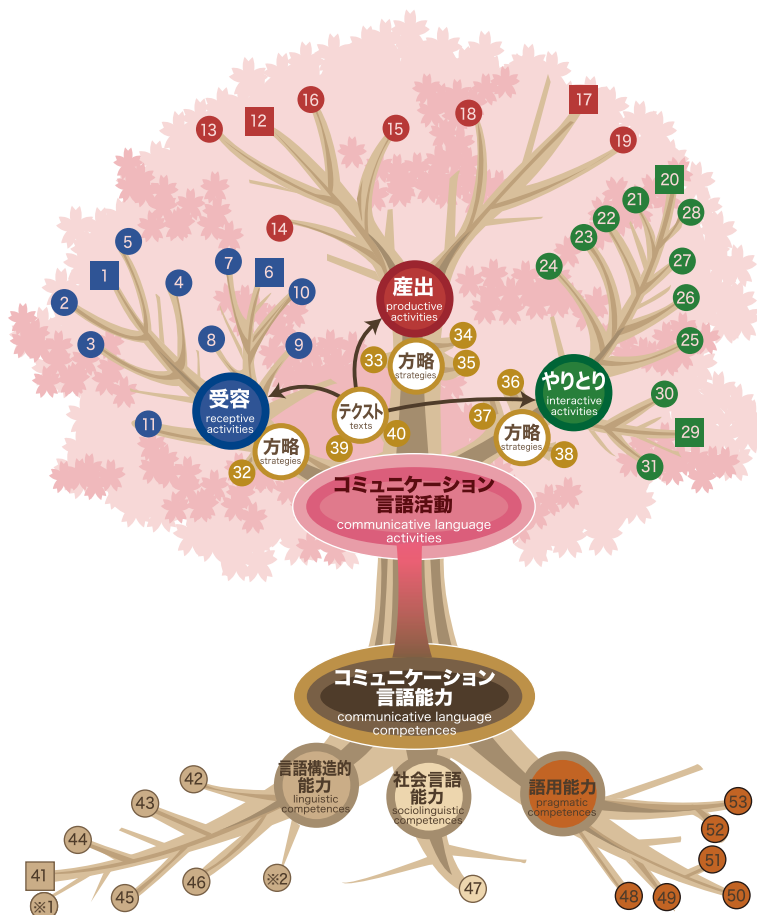 16
17
12
18
13
15
19
20
21
28
22
14
23
5
7
6
27
24
1
4
10
26
2
産出
productive
activities
34
25
8
9
3
33
方略
strategies
35
36
やりとり
interactive
activities
30
受容
receptive
activities
テクスト
texts
37
11
39
40
方略
strategies
29
32
方略
strategies
38
31
コミュニケーション
言語活動
communicative language
activities
コミュニケーション
言語能力
communicative language
competences
言語構造的
能力
linguistic
competences
社会言語
能力
sociolinguistic
competences
語用能力
pragmatic
competences
42
43
53
44
52
51
41
※2
46
47
45
48
49
50
※1